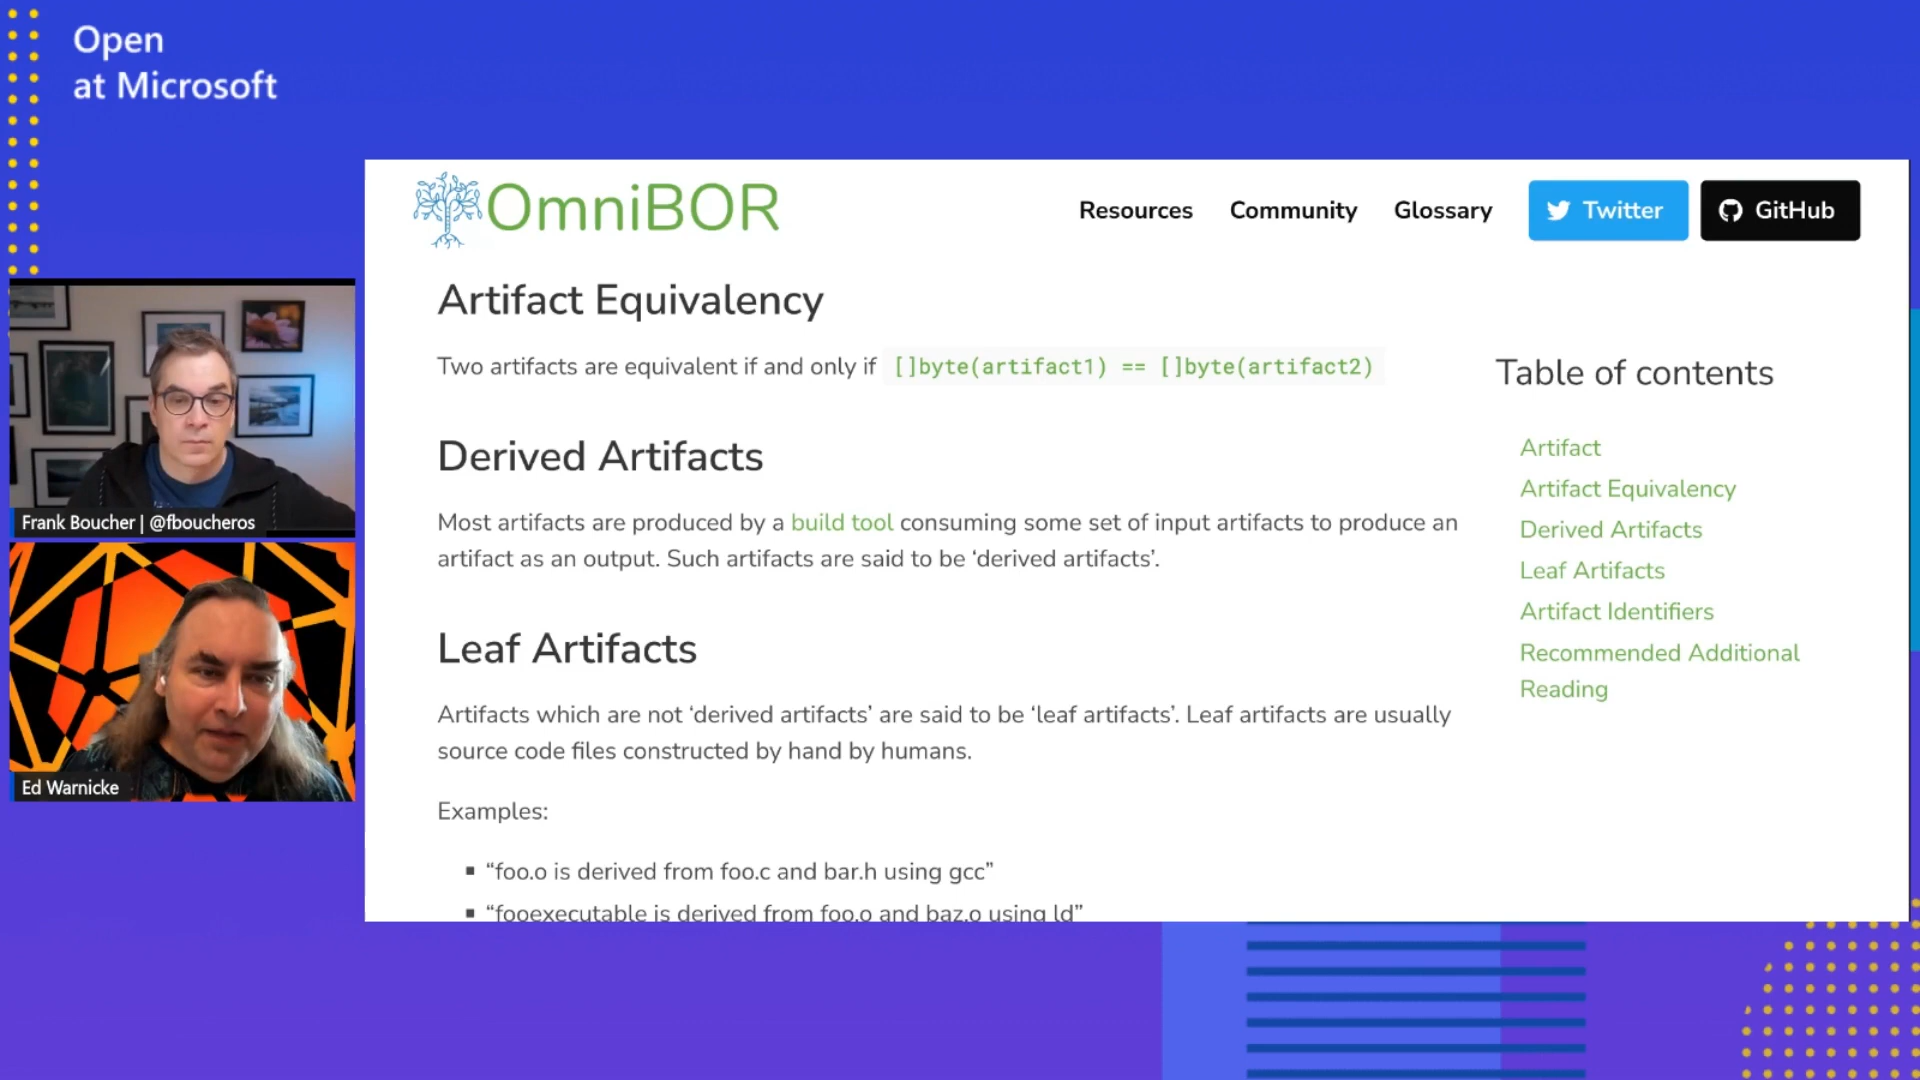 Open
at Microsoft
OmniBOR
Resources
Community
Glossary
Twitter
GitHub
Artifact Equivalency
Two artifacts are equivalent if and only if []byte(artifact1) == []byte(artifact2)
Derived Artifacts
Most artifacts are produced by a build tool consuming some set of input artifacts to produce an
artifact as an output. Such artifacts are said to be ‘derived artifacts’.
Leaf Artifacts
Artifacts which are not ‘derived artifacts’ are said to be ‘leaf artifacts’. Leaf artifacts are usually
source code files constructed by hand by humans.
Examples:
▪ “foo.o is derived from foo.c and bar.h using gcc”
▪ “fooexecutable is derived from foo.o and baz.o using ld”
Table of contents
Artifact
Artifact Equivalency
Derived Artifacts
Leaf Artifacts
Artifact Identifiers
Recommended Additional
Reading
Frank Boucher | @fboucheros
Ed Warnicke